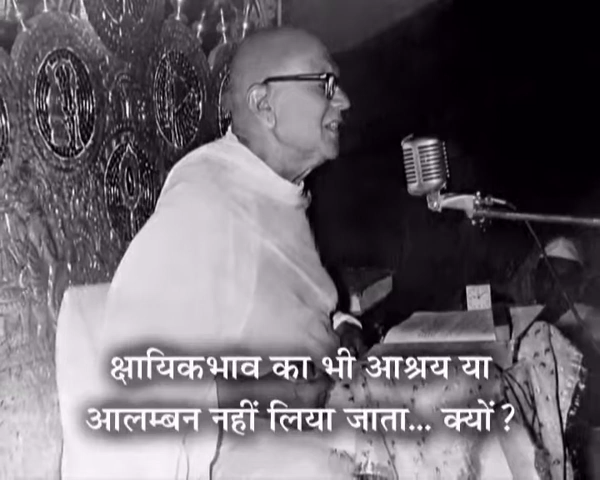 क्षायिकभाव का भी आश्रय या
आलम्बन नहीं लिया जाता... क्यों ?